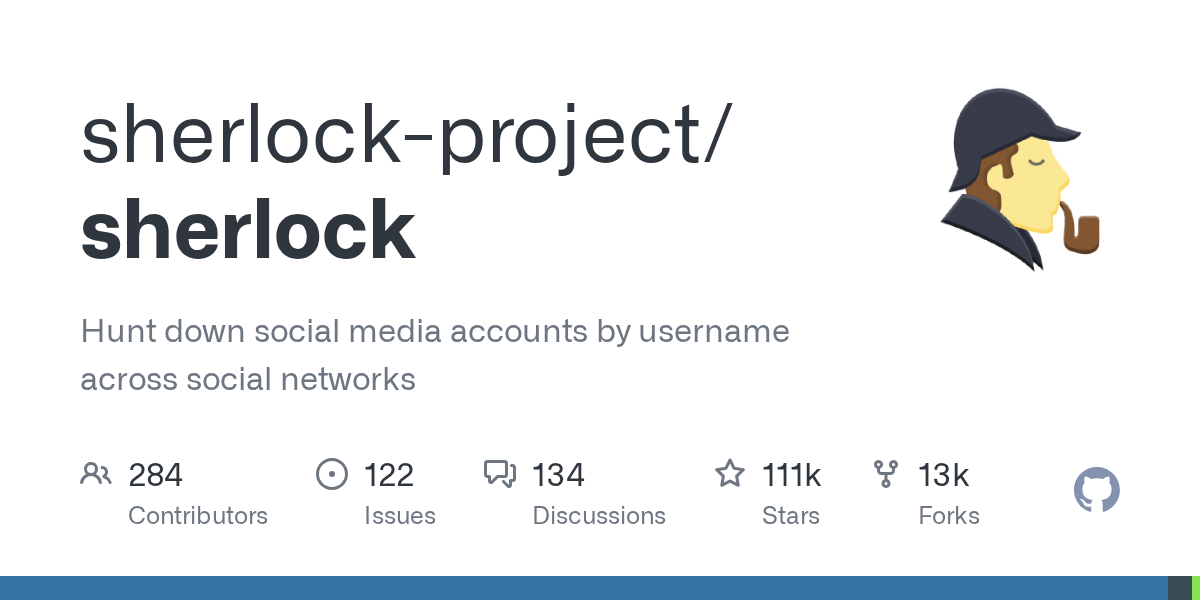 sherlock-project/
sherlock
Hunt down social media accounts by username
across social networks
284 122 134 111k 13k
Contributors Issues Discussions Stars Forks